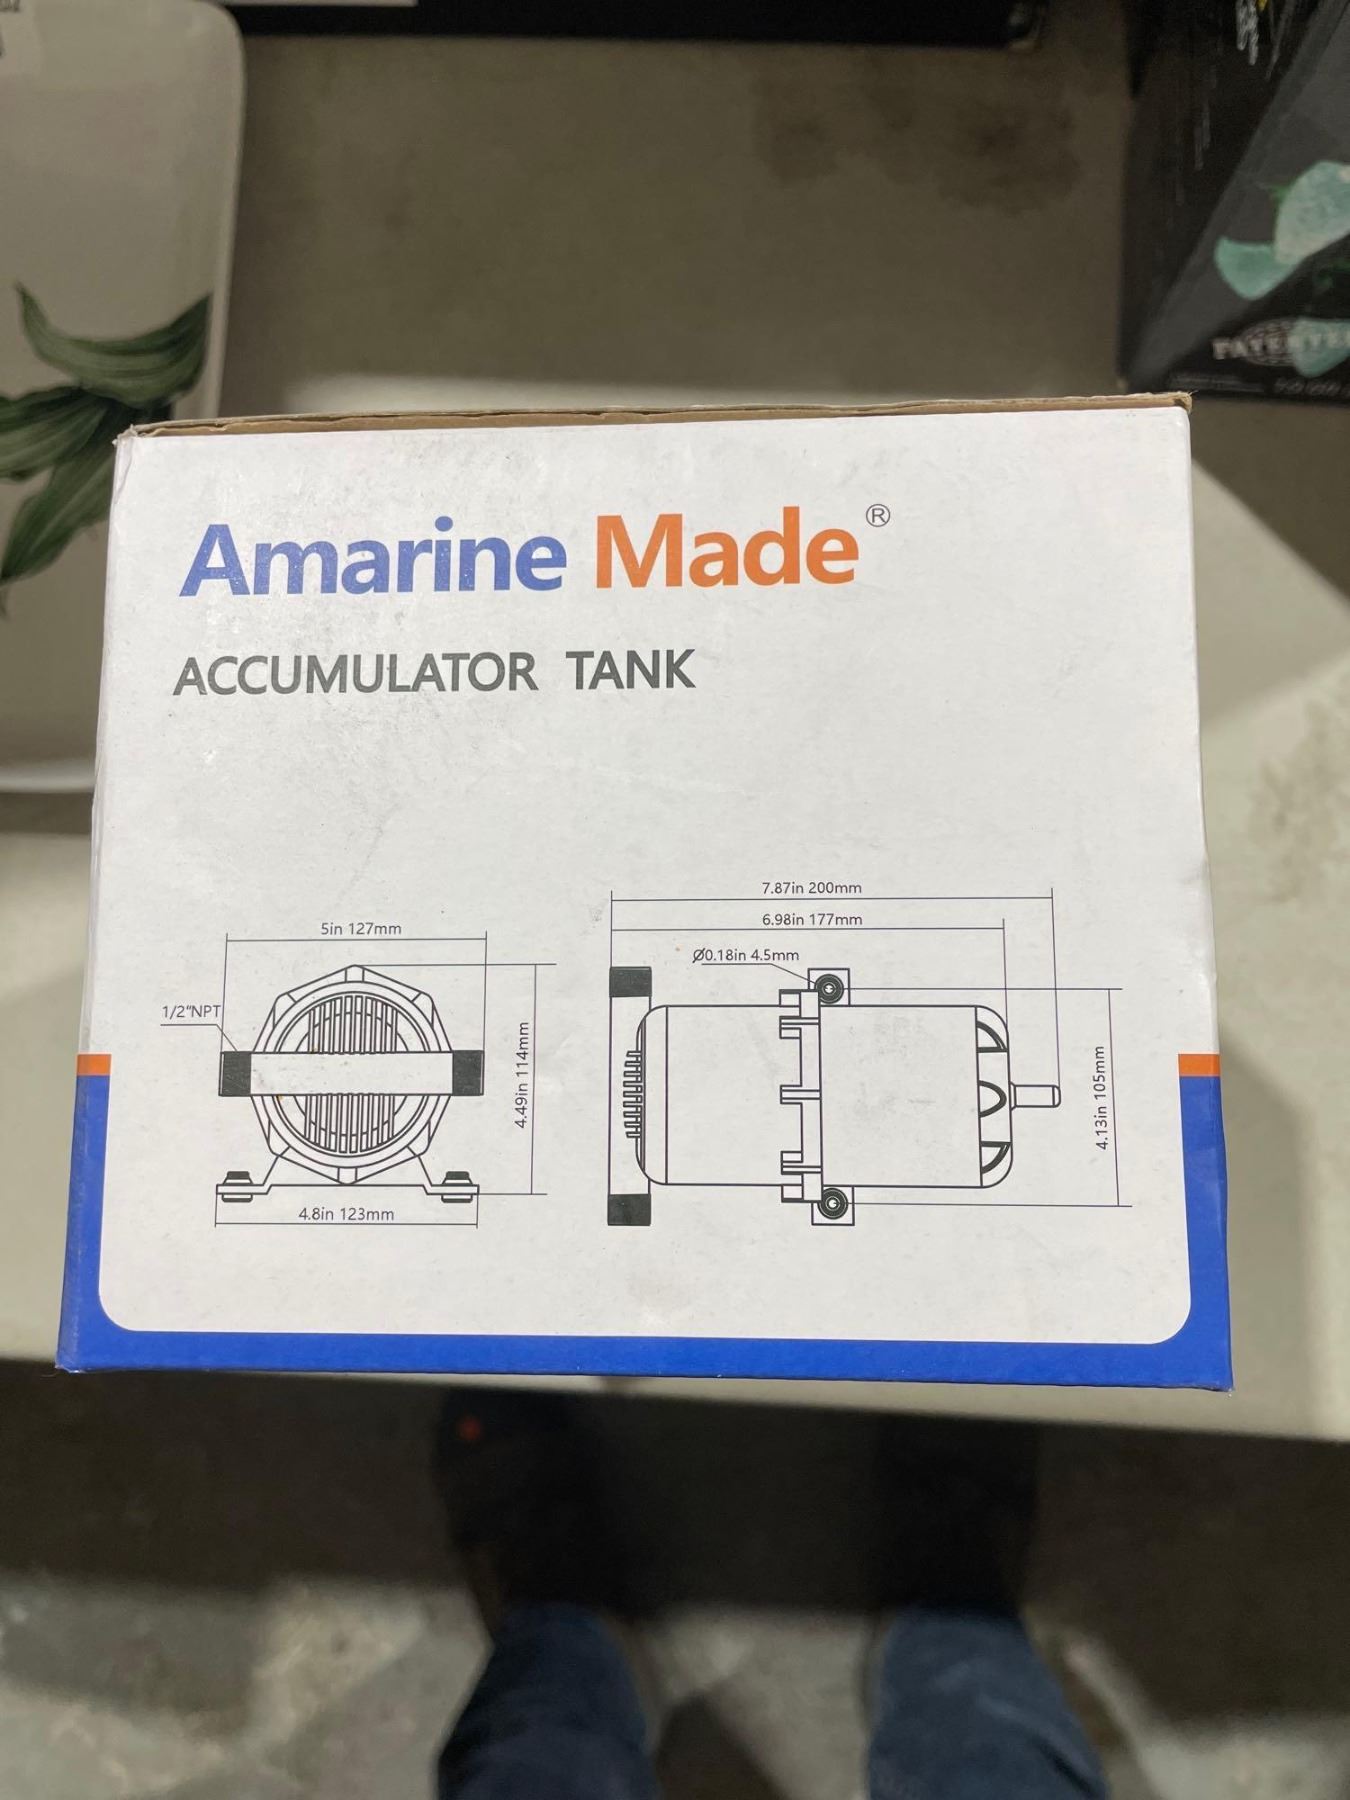 Amarine Made®
ACCUMULATOR TANK
7.87in 200mm
6.98in 177mm
5in 127mm
Ø0.18in 4.5mm
1/2"NPT
4.49in 114mm
4.13in 105mm
4.8in 123mm